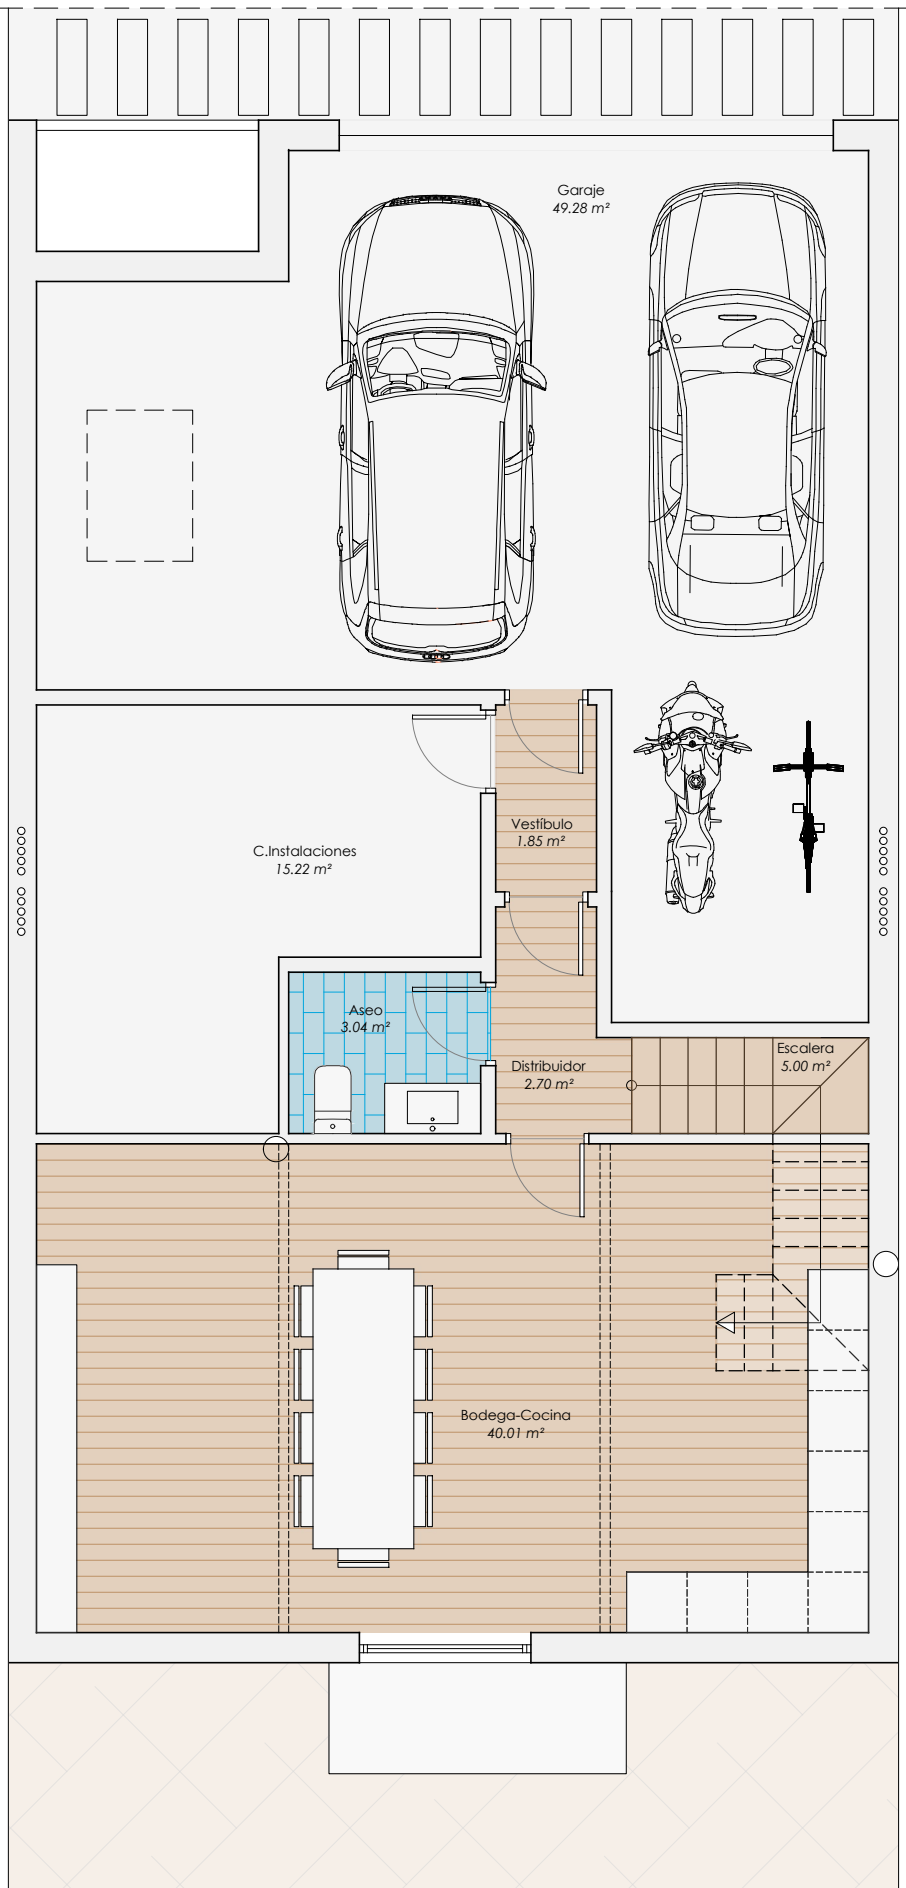 Garaje
49.28 m²
Vestíbulo
1.85 m²
C.Instalaciones
15.22 m²
Aseo
3.04 m²
Distribuidor
2.70 m²
Escalera
5.00 m²
Bodega-Cocina
40.01 m²